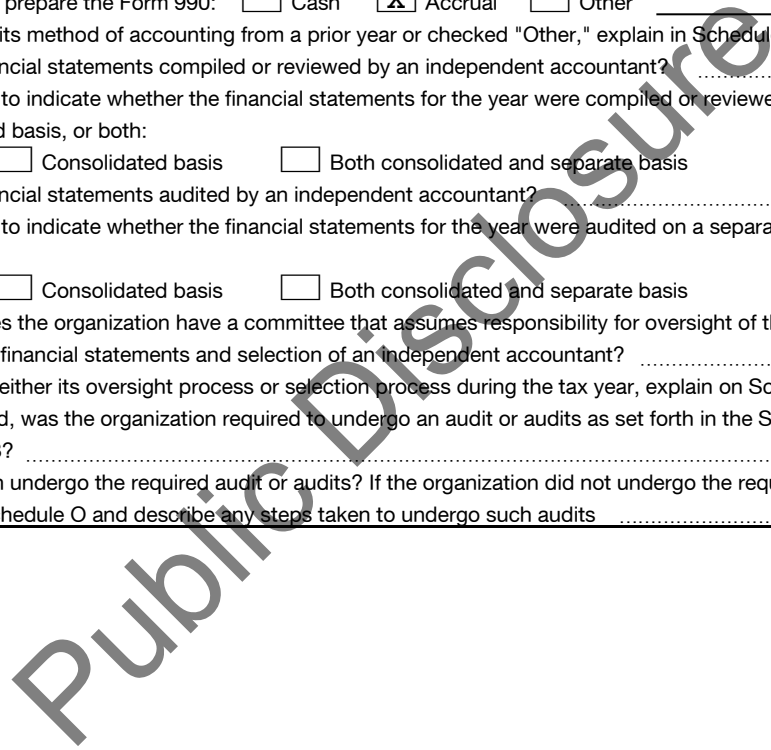 prepare the Form 990: Cash X Accrual Other
its method of accounting from a prior year or checked "Other," explain in Schedul
ncial statements compiled or reviewed by an independent accountant?
to indicate whether the financial statements for the year were compiled or reviewe
d basis, or both:
Consolidated basis Both consolidated and separate basis
ncial statements audited by an independent accountant?
to indicate whether the financial statements for the year were audited on a separa
Consolidated basis Both consolidated and separate basis
es the organization have a committee that assumes responsibility for oversight of t
financial statements and selection of an independent accountant?
either its oversight process or selection process during the tax year, explain on Sc
d, was the organization required to undergo an audit or audits as set forth in the S
?
n undergo the required audit or audits? If the organization did not undergo the requ
hedule O and describe any steps taken to undergo such audits
Public Disclosure